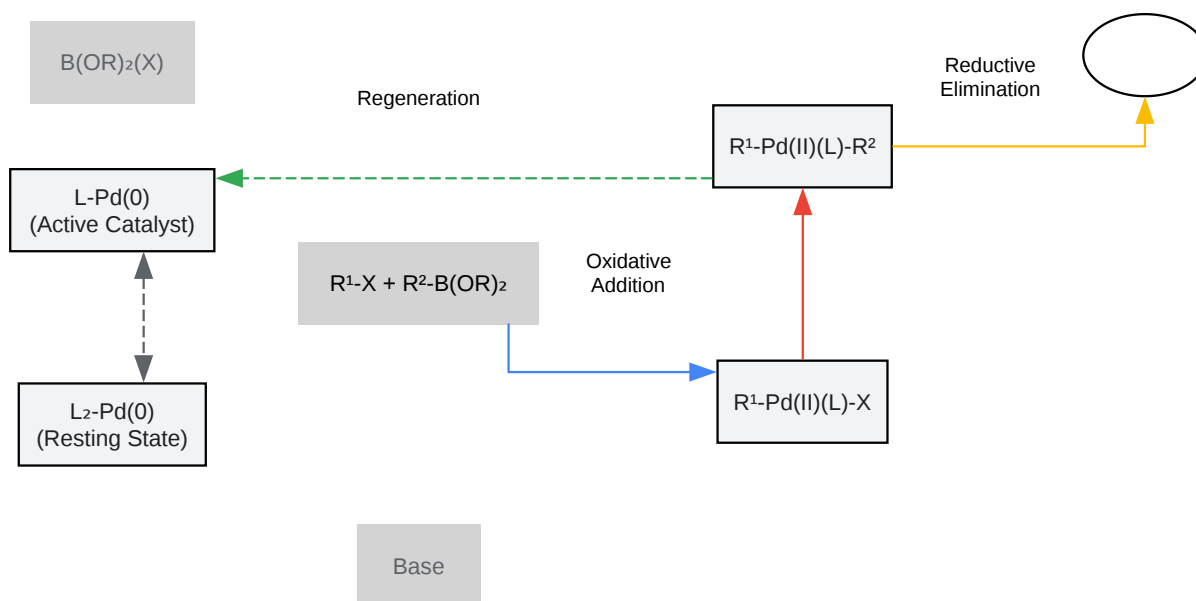 B(OR)₂(X)
Regeneration
Reductive
Elimination
R¹-Pd(II)(L)-R²
L-Pd(0)
(Active Catalyst)
R¹-X + R²-B(OR)₂
Oxidative
Addition
L₂-Pd(0)
(Resting State)
R¹-Pd(II)(L)-X
Base